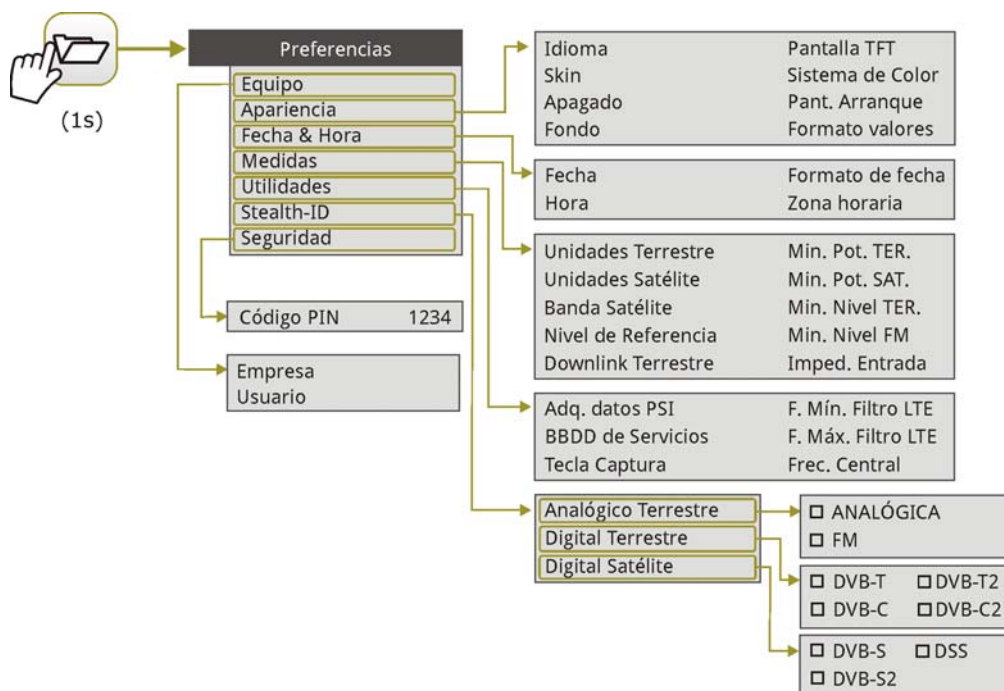 (1s)
Preferencias
Equipo
Apariencia
Fecha & Hora
Medidas
Utilidades
Stealth-ID
Seguridad
Código PIN 1234
Empresa
Usuario
Idioma Pantalla TFT
Skin Sistema de Color
Apagado Pant. Arranque
Fondo Formato valores
Fecha Formato de fecha
Hora Zona horaria
Unidades Terrestre Min. Pot. TER.
Unidades Satélite Min. Pot. SAT.
Banda Satélite Min. Nivel TER.
Nivel de Referencia Min. Nivel FM
Downlink Terrestre Imped. Entrada
Adq. datos PSI F. Mín. Filtro LTE
BBDD de Servicios F. Máx. Filtro LTE
Tecla Captura Frec. Central
Analógico Terrestre
Digital Terrestre
Digital Satélite
ANALÓGICA
FM
DVB-T DVB-T2
DVB-C DVB-C2
DVB-S DSS
DVB-S2